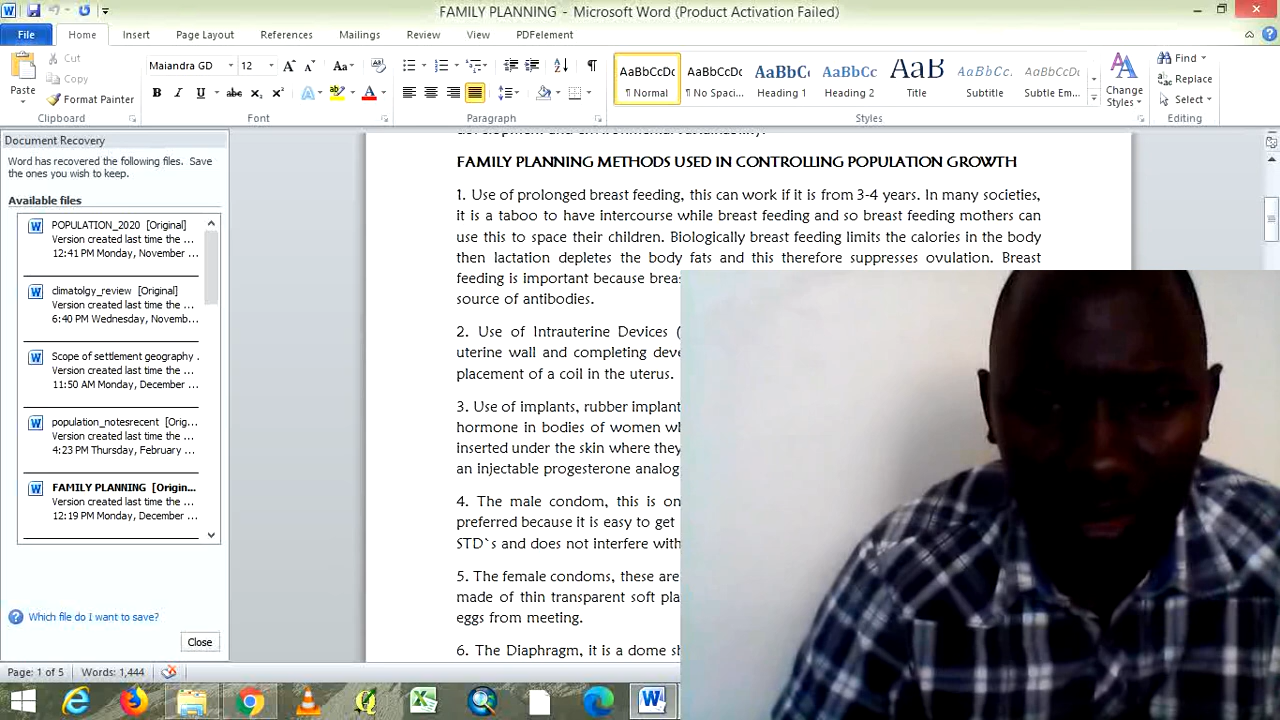 FAMILY PLANNING - Microsoft Word (Product Activation Failed)
File Home Insert Page Layout References Mailings Review View PDFelement
Paste
Cut
Copy
Format Painter
Clipboard
Maiandra GD 12
Font
Paragraph
AaBbCcDc AaBbCcDc AaBbC AaBbCc AaB AaBbCcL AaBbCcDc
¶ Normal ¶ No Spaci... Heading 1 Heading 2 Title Subtitle Subtle Em...
Styles
Change
Styles
Find
Replace
Select
Editing
Document Recovery
Word has recovered the following files. Save
the ones you wish to keep.
Available files
POPULATION_2020 [Original]
Version created last time the ...
12:41 PM Monday, November ...
climatolgy_review [Original]
Version created last time the ...
6:40 PM Wednesday, Novemb...
Scope of settlement geography .
Version created last time the ...
11:50 AM Monday, December ...
population_notesrecent [Orig...
Version created last time the ...
4:23 PM Thursday, February ...
FAMILY PLANNING [Origin...
Version created last time the ...
12:19 PM Monday, December ...
Which file do I want to save?
Close
development and environmental sustainability.
FAMILY PLANNING METHODS USED IN CONTROLLING POPULATION GROWTH
1. Use of prolonged breast feeding, this can work if it is from 3-4 years. In many societies,
it is a taboo to have intercourse while breast feeding and so breast feeding mothers can
use this to space their children. Biologically breast feeding limits the calories in the body
then lactation depletes the body fats and this therefore suppresses ovulation. Breast
feeding is important because brea
source of antibodies.
2. Use of Intrauterine Devices (
uterine wall and completing deve
placement of a coil in the uterus.
3. Use of implants, rubber implant
hormone in bodies of women wh
inserted under the skin where they
an injectable progesterone analog
4. The male condom, this is on
preferred because it is easy to get
STD`s and does not interfere with
5. The female condoms, these are
made of thin transparent soft pla
eggs from meeting.
6. The Diaphragm, it is a dome sh
Page: 1 of 5 Words: 1,444